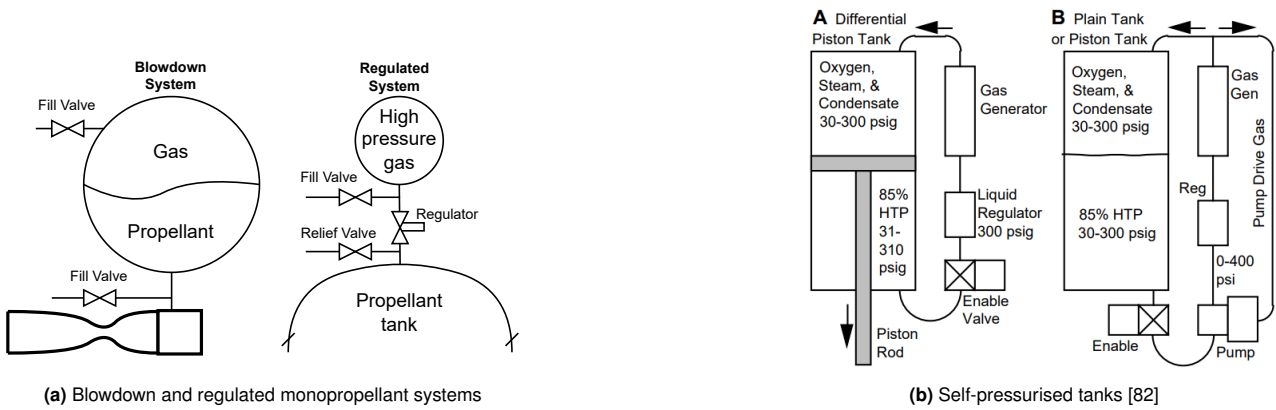 Blowdown
System
Fill Valve
Gas
Propellant
Fill Valve
Regulated
System
High
pressure
gas
Fill Valve
Regulator
Relief Valve
Propellant
tank
(a) Blowdown and regulated monopropellant systems
A Differential
Piston Tank
Oxygen,
Steam, &
Condensate
30-300 psig
Gas
Generator
85%
HTP
31-
310
psig
Liquid
Regulator
300 psig
Enable
Valve
Piston
Rod
B Plain Tank
or Piston Tank
Oxygen,
Steam, &
Condensate
30-300 psig
Gas
Gen
Pump Drive Gas
Reg
85% HTP
30-300 psig
0-400
psi
Enable
Pump
(b) Self-pressurised tanks [82]